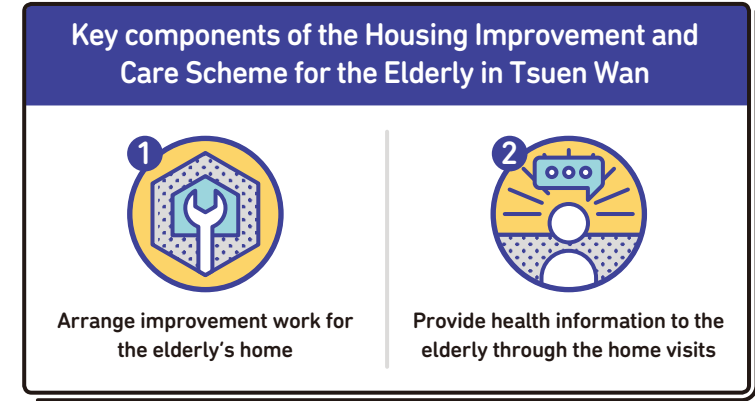 Key components of the Housing Improvement and
Care Scheme for the Elderly in Tsuen Wan
1
Arrange improvement work for
the elderly's home
2
Provide health information to the
elderly through the home visits